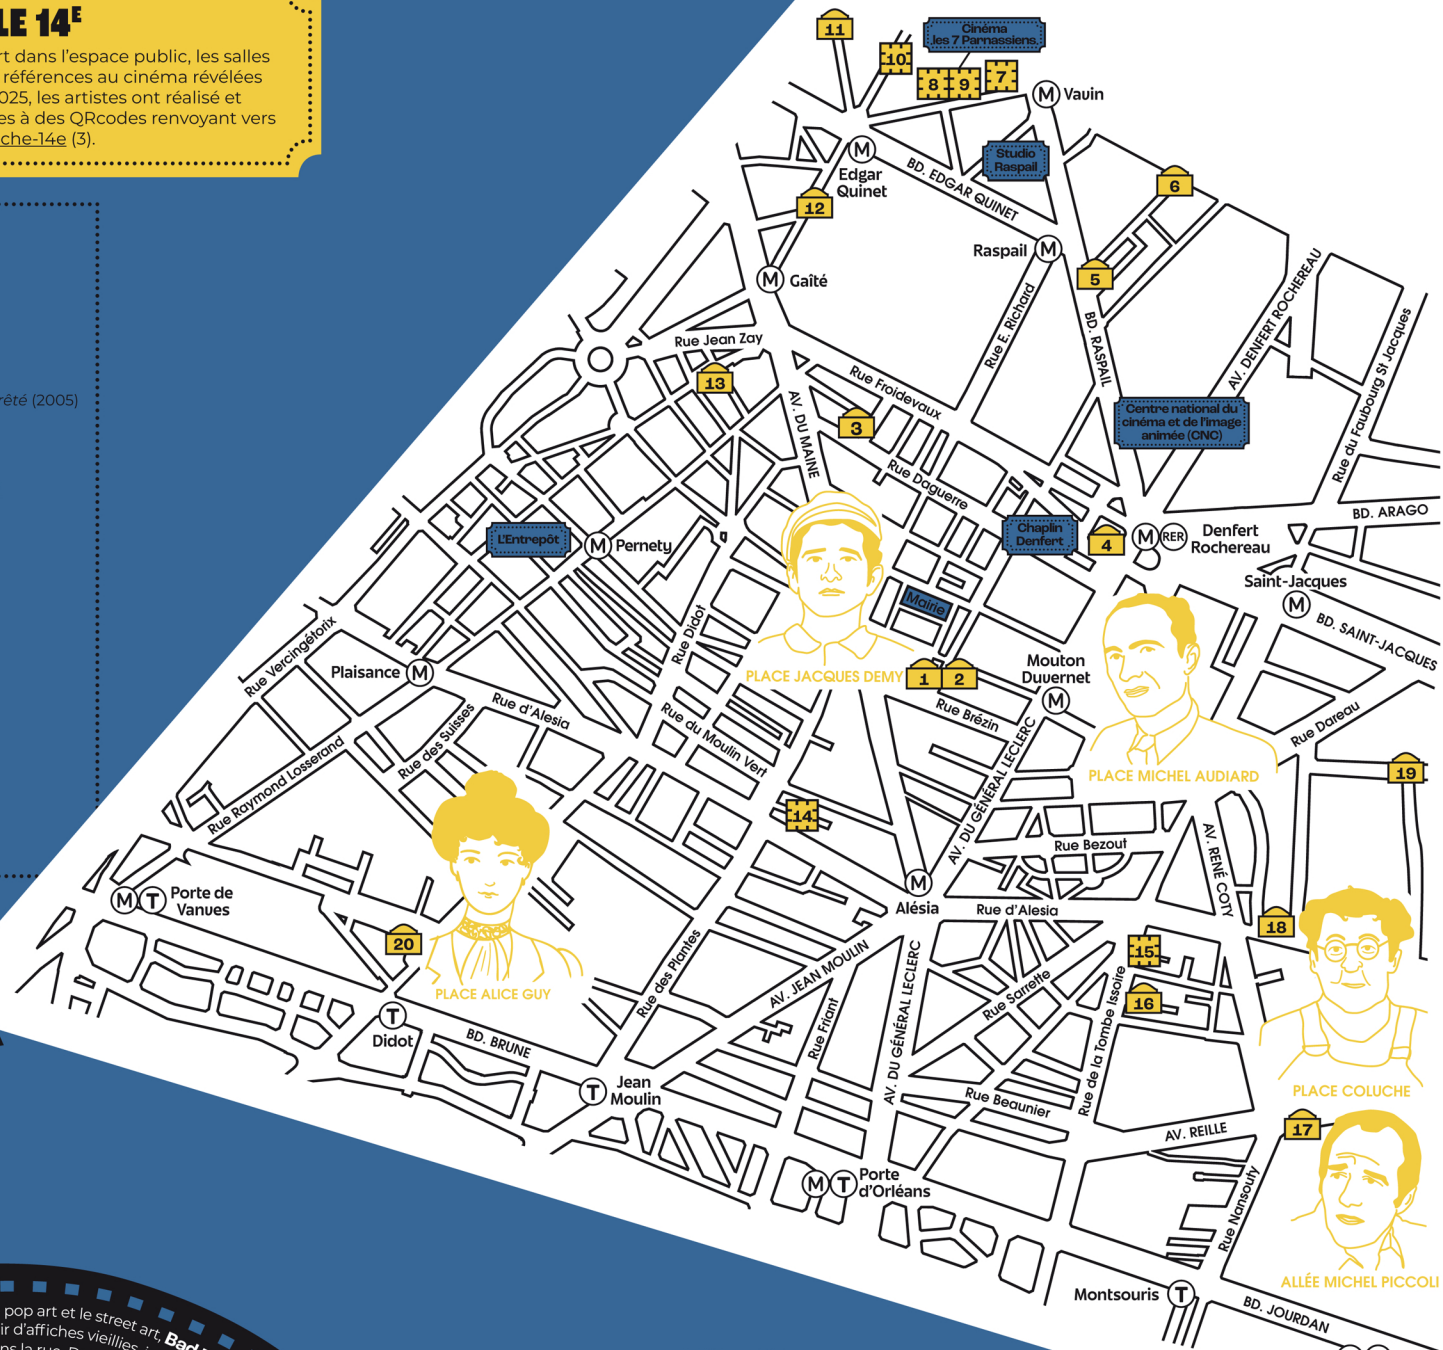 LE 14E
rt dans l'espace public, les salles
références au cinéma révélées
025, les artistes ont réalisé et
es à des QRcodes renvoyant vers
che-14e (3).
rêté (2005)
11
Cinéma
les 7 Parnassiens
10
8
9
7
M Vavin
M
Edgar
Quinet
BD. EDGAR QUINET
Studio
Raspail
6
12
Raspail M
5
M Gaîté
Rue Jean Zay
13
AV. DU MAINE
Rue Froidevaux
Rue E. Richard
BD. RASPAIL
AV. DENFERT ROCHEREAU
Rue du Faubourg St Jacques
3
Rue Daguerre
Centre national du
cinéma et de l'image
animée (CNC)
BD. ARAGO
L'Entrepôt
M Pernety
Chaplin
Denfert
4
M RER
Denfert
Rochereau
Saint-Jacques
M
BD. SAINT-JACQUES
Mairie
Rue Vercingétorix
Plaisance M
Rue Didot
PLACE JACQUES DEMY
1
2
Mouton
Duvernet
M
Rue Brézin
Rue d'Alesia
Rue des Suisses
Rue du Moulin Vert
Rue Raymond Losserand
AV. DU GÉNÉRAL LECLERC
PLACE MICHEL AUDIARD
Rue Dareau
19
14
Rue Bezout
AV. RENÉ COTY
M T
Porte de
Vanves
M
Alésia
Rue d'Alesia
18
20
PLACE ALICE GUY
Rue des Plantes
AV. JEAN MOULIN
Rue Friant
AV. DU GÉNÉRAL LECLERC
Rue Sarrette
15
16
Rue de la Tombe Issoire
T
Didot
BD. BRUNE
T
Jean
Moulin
Rue Beaunier
PLACE COLUCHE
AV. REILLE
17
M T
Porte
d'Orléans
Rue Nansouty
ALLÉE MICHEL PICCOLI
Montsouris T
BD. JOURDAN
pop art et le street art, Bad
ir d'affiches vieillies,